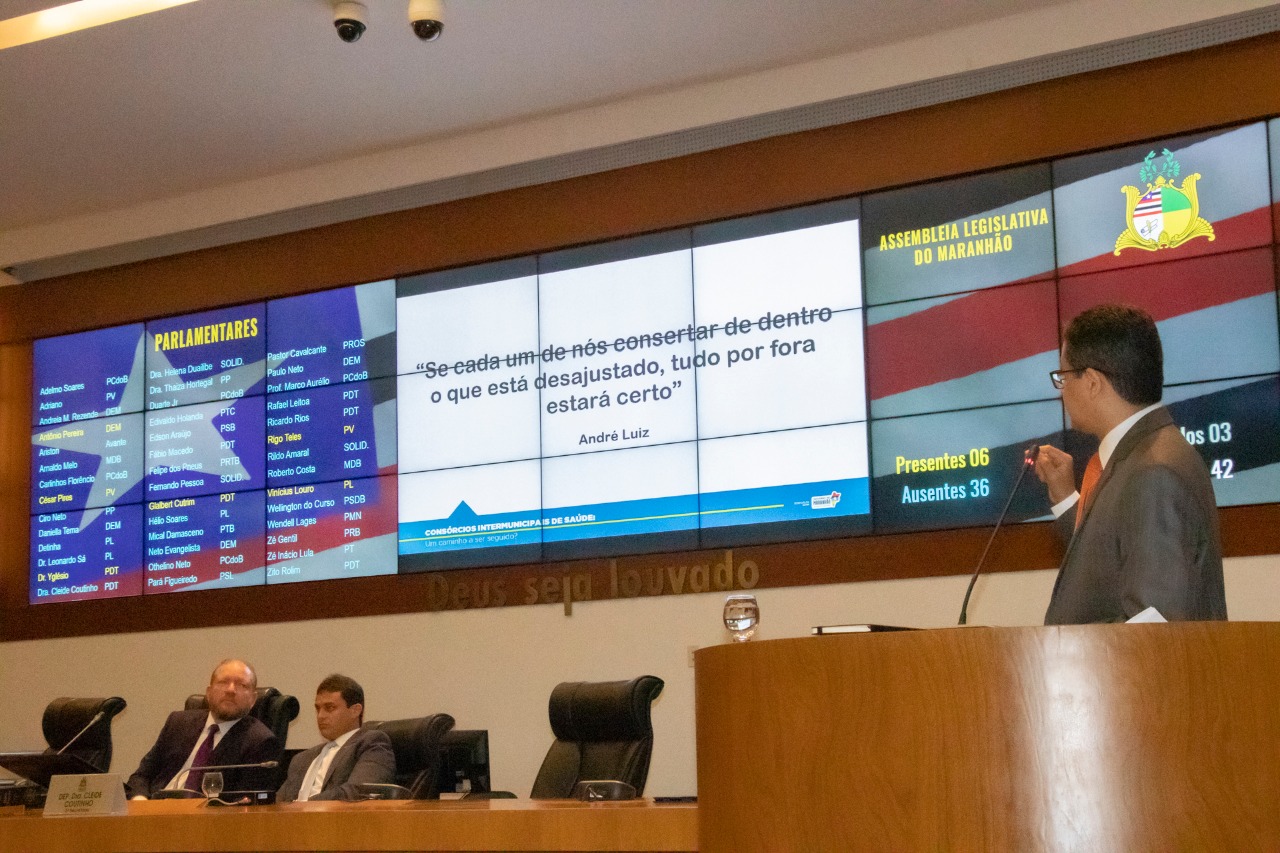 PARLAMENTARES
Adelmo Soares PCdoB
Adriano PV
Andreia M. Rezende DEM
Antônio Pereira DEM
Ariston Avante
Arnaldo Melo MDB
Carlinhos Florêncio PCdoB
César Pires PV
Ciro Neto PP
Daniella Tema DEM
Detinha PL
Dr. Leonardo Sá PL
Dr. Yglésio PDT
Dra. Cleide Coutinho PDT
Dra. Helena Duailibe SOLID.
Dra. Thaiza Hortegal PP
Duarte Jr PCdoB
Edivaldo Holanda PTC
Edson Araújo PSB
Fábio Macedo PDT
Felipe dos Pneus PRTB
Fernando Pessoa SOLID
Glalbert Cutrim PDT
Hélio Soares PL
Mical Damasceno PTB
Neto Evangelista DEM
Othelino Neto PCdoB
Pará Figueiredo PSL
Pastor Cavalcante PROS
Paulo Neto DEM
Prof. Marco Aurélio PCdoB
Rafael Leitoa PDT
Ricardo Rios PDT
Rigo Teles PV
Rildo Amaral SOLID.
Roberto Costa MDB
Vinícius Louro PL
Wellington do Curso PSDB
Wendell Lages PMN
Zé Gentil PRB
Zé Inácio Lula PT
Zito Rolim PDT
“Se cada um de nós consertar de dentro
o que está desajustado, tudo por fora
estará certo”
André Luiz
CONSÓRCIOS INTERMUNICIPAIS DE SAÚDE:
Um caminho a ser seguido?
ASSEMBLEIA LEGISLATIVA
DO MARANHÃO
Presentes 06
Ausentes 36
dos 03
42
Deus seja louvado
DEP. Dra. CLEIDE
COUTINHO